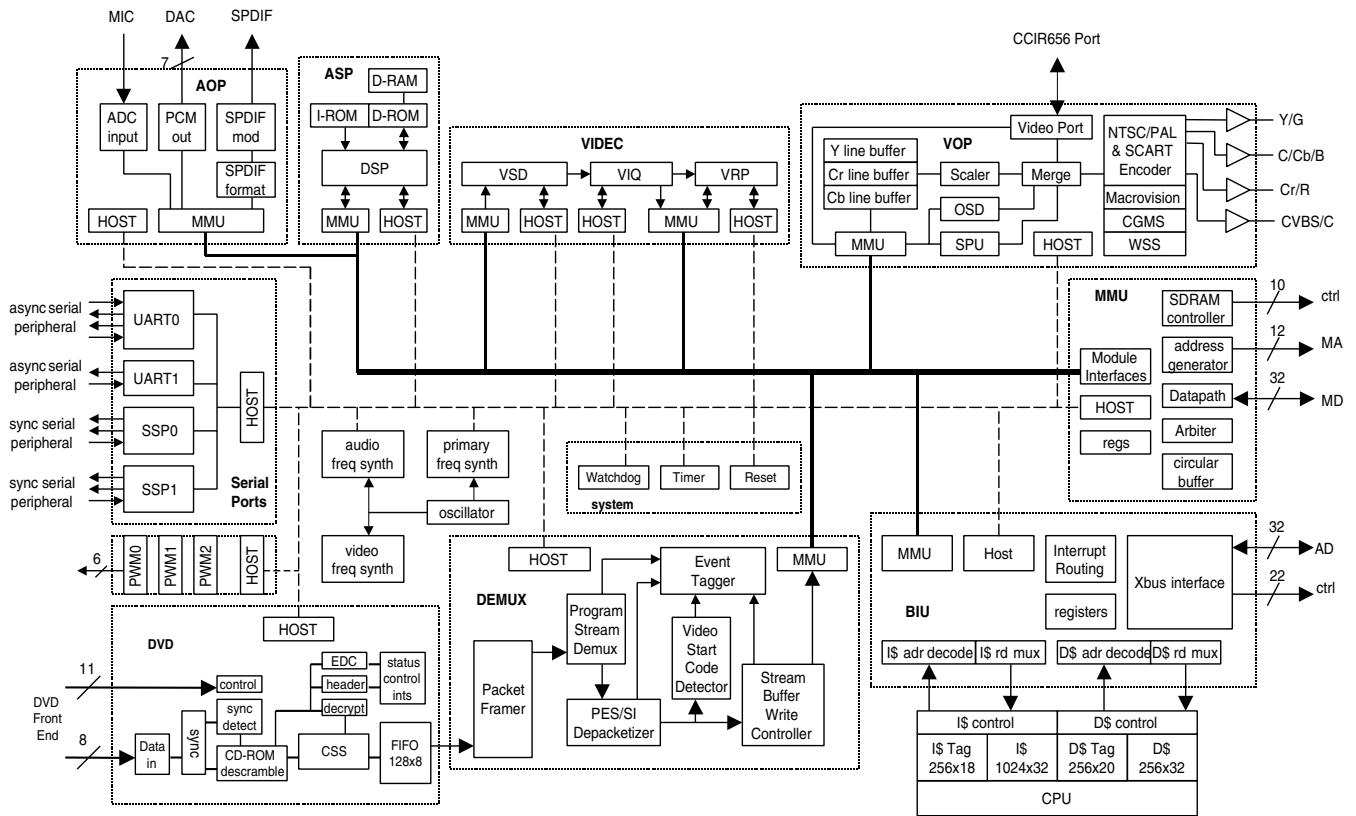 MIC
DAC
SPDIF
7
AOP
ADC
input
PCM
out
SPDIF
mod
SPDIF
format
HOST
MMU
ASP
D-RAM
I-ROM
D-ROM
DSP
MMU
HOST
VIDEC
VSD
VIQ
VRP
MMU
HOST
HOST
MMU
HOST
CCIR656 Port
Video Port
VOP
Y line buffer
Cr line buffer
Cb line buffer
Scaler
Merge
OSD
SPU
MMU
HOST
NTSC/PAL
& SCART
Encoder
Macrovision
CGMS
WSS
Y/G
C/Cb/B
Cr/R
CVBS/C
async serial
peripheral
UART0
async serial
peripheral
UART1
sync serial
peripheral
SSP0
sync serial
peripheral
SSP1
HOST
Serial
Ports
6
PWM0
PWM1
PWM2
HOST
audio
freq synth
primary
freq synth
oscillator
video
freq synth
Watchdog
Timer
Reset
system
MMU
SDRAM
controller
Module
Interfaces
address
generator
HOST
Datapath
regs
Arbiter
circular
buffer
10
ctrl
12
MA
32
MD
DVD
HOST
11
DVD
Front
End
8
control
sync
detect
Data
in
sync
CD-ROM
descramble
EDC
header
decrypt
status
control
ints
CSS
FIFO
128x8
DEMUX
HOST
Event
Tagger
MMU
Program
Stream
Demux
Video
Start
Code
Detector
Packet
Framer
PES/SI
Depacketizer
Stream
Buffer
Write
Controller
MMU
Host
Interrupt
Routing
registers
Xbus interface
BIU
32
AD
22
ctrl
I$ adr decode
I$ rd mux
D$ adr decode
D$ rd mux
I$ control
D$ control
I$ Tag
256x18
I$
1024x32
D$ Tag
256x20
D$
256x32
CPU